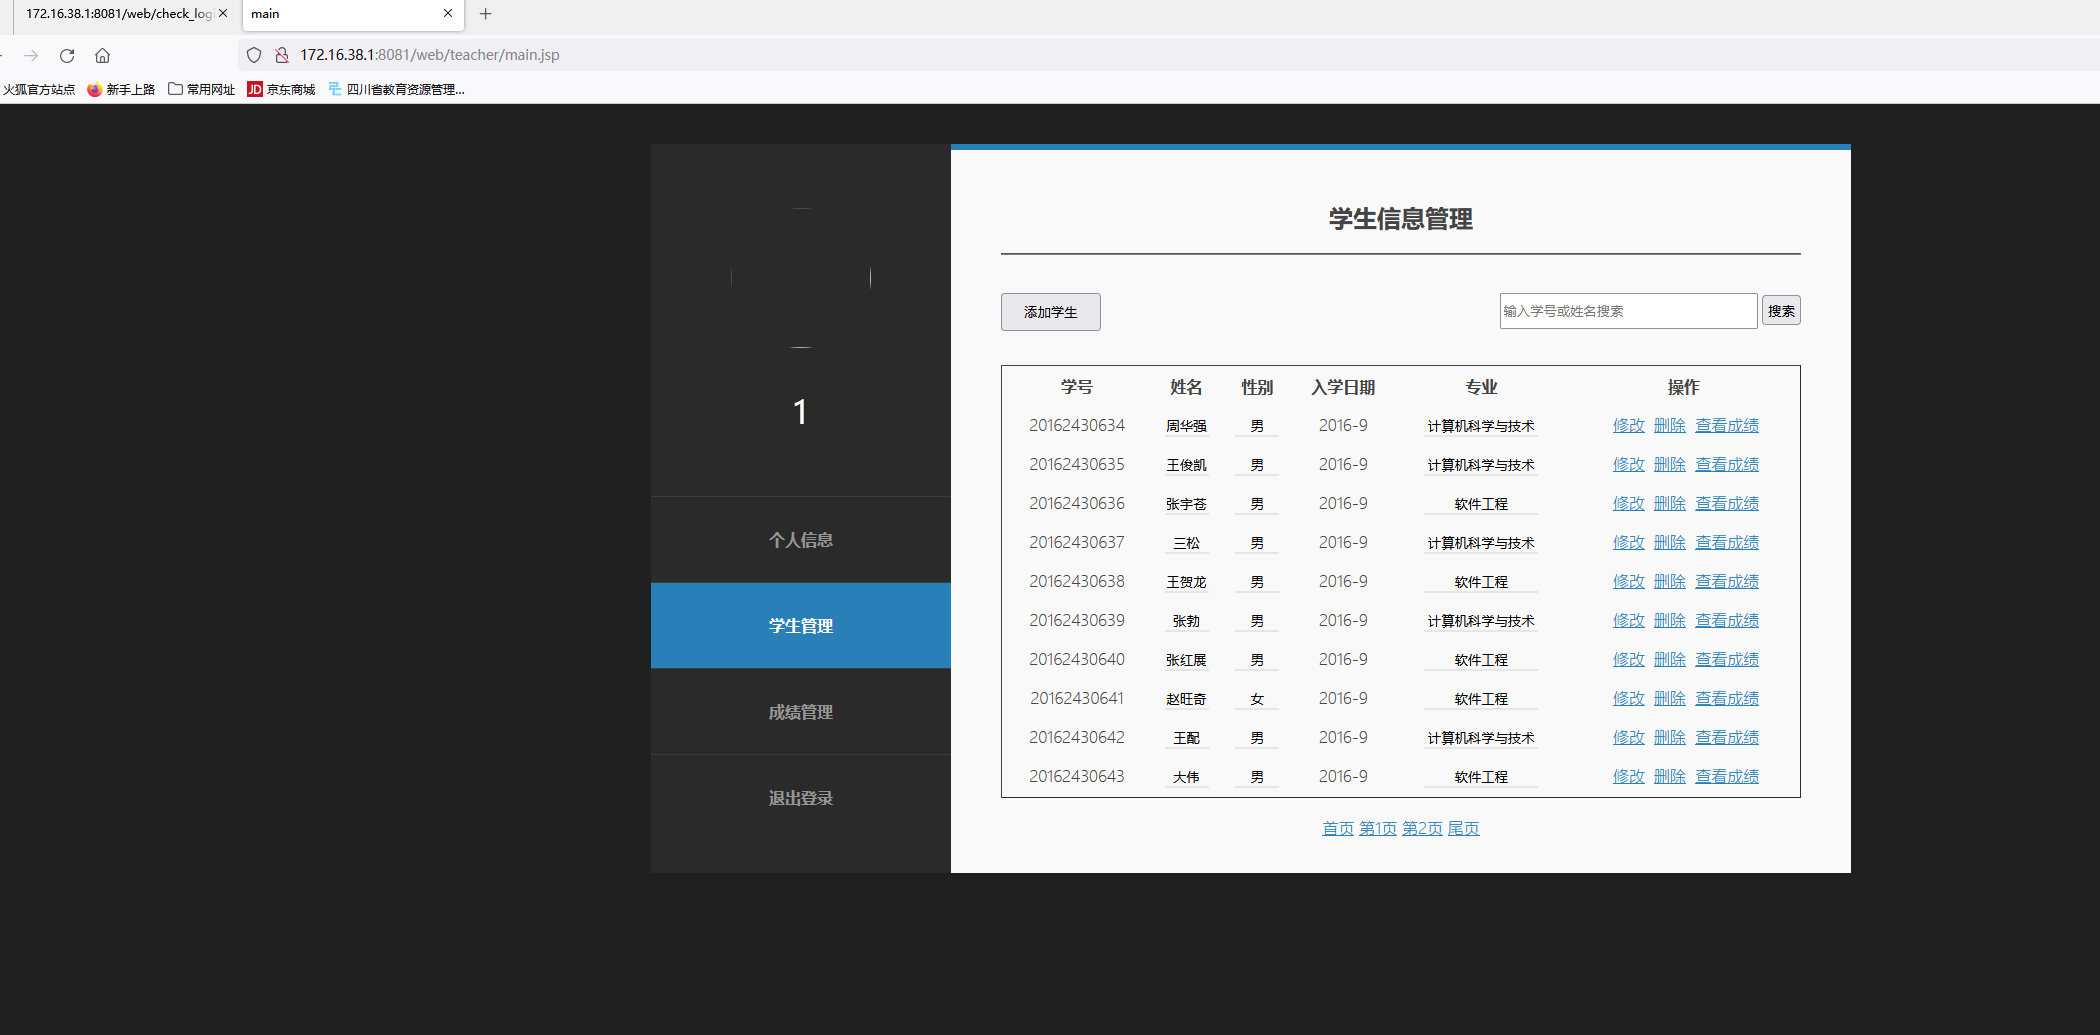 172.16.38.1:8081/web/check_logi
main
172.16.38.1:8081/web/teacher/main.jsp
火狐官方站点 新手上路 常用网址 JD 京东商城 四川省教育资源管理...
1
个人信息
学生管理
成绩管理
退出登录
学生信息管理
添加学生 输入学号或姓名搜索 搜索
学号 姓名 性别 入学日期 专业 操作
20162430634 周华强 男 2016-9 计算机科学与技术 修改 删除 查看成绩
20162430635 王俊凯 男 2016-9 计算机科学与技术 修改 删除 查看成绩
20162430636 张宇苍 男 2016-9 软件工程 修改 删除 查看成绩
20162430637 三松 男 2016-9 计算机科学与技术 修改 删除 查看成绩
20162430638 王贺龙 男 2016-9 软件工程 修改 删除 查看成绩
20162430639 张勃 男 2016-9 计算机科学与技术 修改 删除 查看成绩
20162430640 张红展 男 2016-9 软件工程 修改 删除 查看成绩
20162430641 赵旺奇 女 2016-9 软件工程 修改 删除 查看成绩
20162430642 王配 男 2016-9 计算机科学与技术 修改 删除 查看成绩
20162430643 大伟 男 2016-9 软件工程 修改 删除 查看成绩
首页 第1页 第2页 尾页